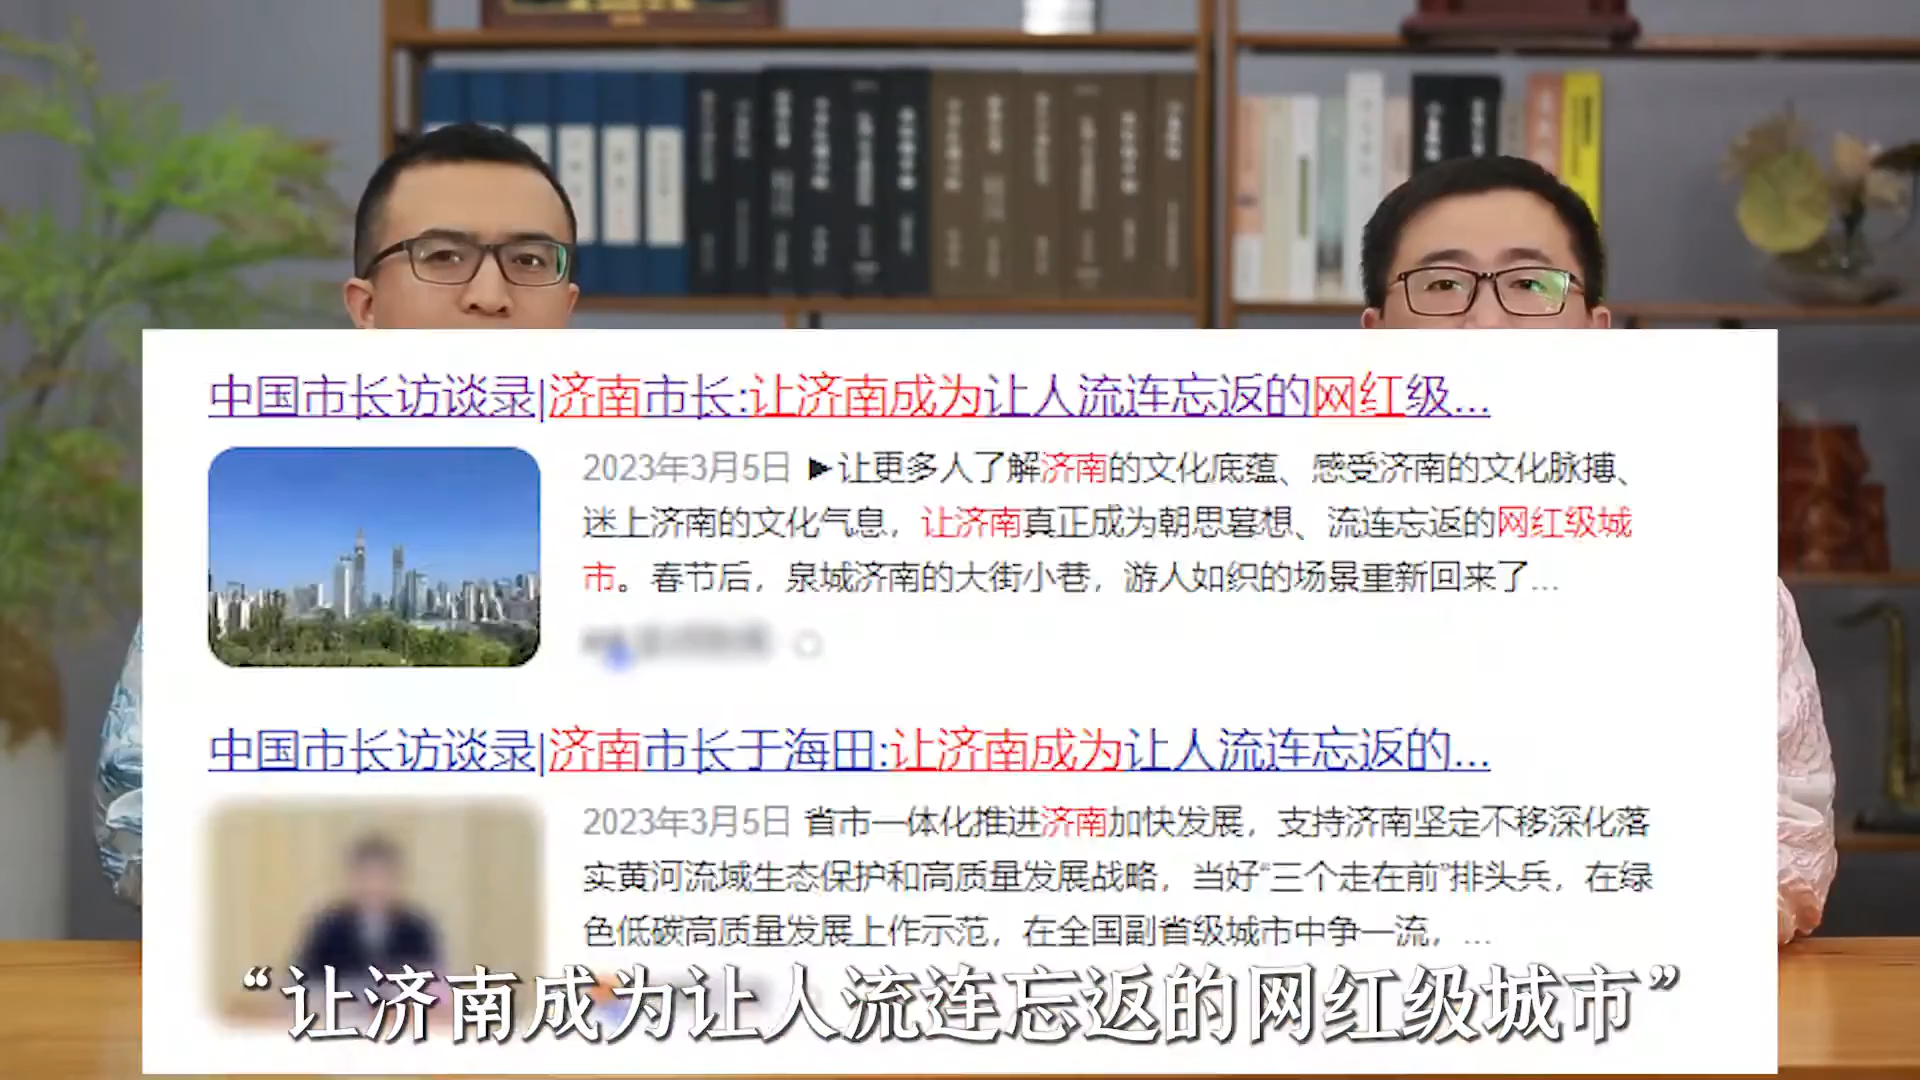 中国市长访谈录|济南市长:让济南成为让人流连忘返的网红级...
2023年3月5日 ▶让更多人了解济南的文化底蕴、感受济南的文化脉搏、
迷上济南的文化气息，让济南真正成为朝思暮想、流连忘返的网红级城
市。春节后，泉城济南的大街小巷，游人如织的场景重新回来了...
中国市长访谈录|济南市长于海田:让济南成为让人流连忘返的...
2023年3月5日 省市一体化推进济南加快发展，支持济南坚定不移深化落
实黄河流域生态保护和高质量发展战略，当好“三个走在前”排头兵，在绿
色低碳高质量发展上作示范，在全国副省级城市中争一流，...
“让济南成为让人流连忘返的网红级城市”